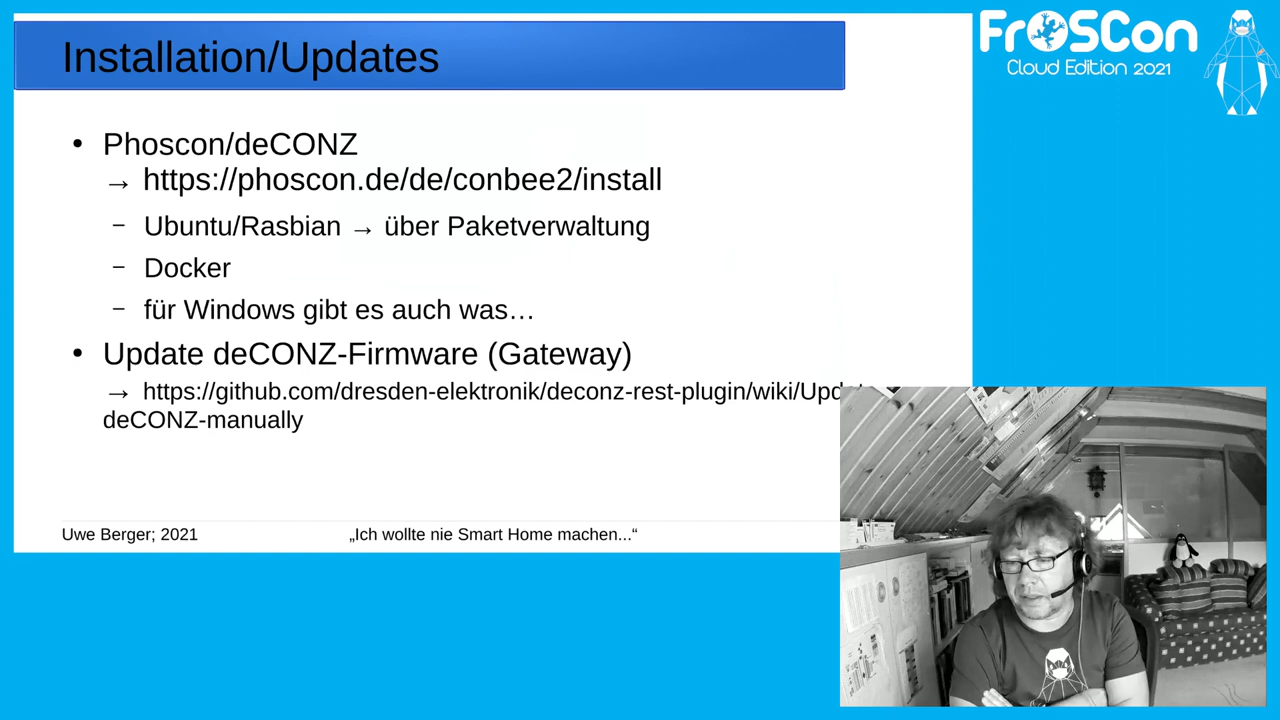 FrOSCon
Cloud Edition 2021
Installation/Updates
• Phoscon/deCONZ
→ https://phoscon.de/de/conbee2/install
– Ubuntu/Rasbian → über Paketverwaltung
– Docker
– für Windows gibt es auch was…
• Update deCONZ-Firmware (Gateway)
→ https://github.com/dresden-elektronik/deconz-rest-plugin/wiki/Updat
deCONZ-manually
Uwe Berger; 2021
„Ich wollte nie Smart Home machen...“